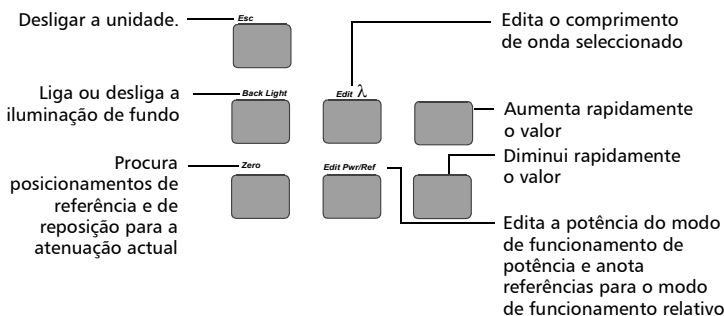 Desligar a unidade.
Esc
Edita o comprimento
de onda seleccionado
Liga ou desliga a
iluminação de fundo
Back Light
Edit λ
Aumenta rapidamente
o valor
Procura
posicionamentos de
referência e de
reposição para a
atenuação actual
Zero
Edit Pwr/Ref
Diminui rapidamente
o valor
Edita a potência do modo
de funcionamento de
potência e anota
referências para o modo
de funcionamento relativo